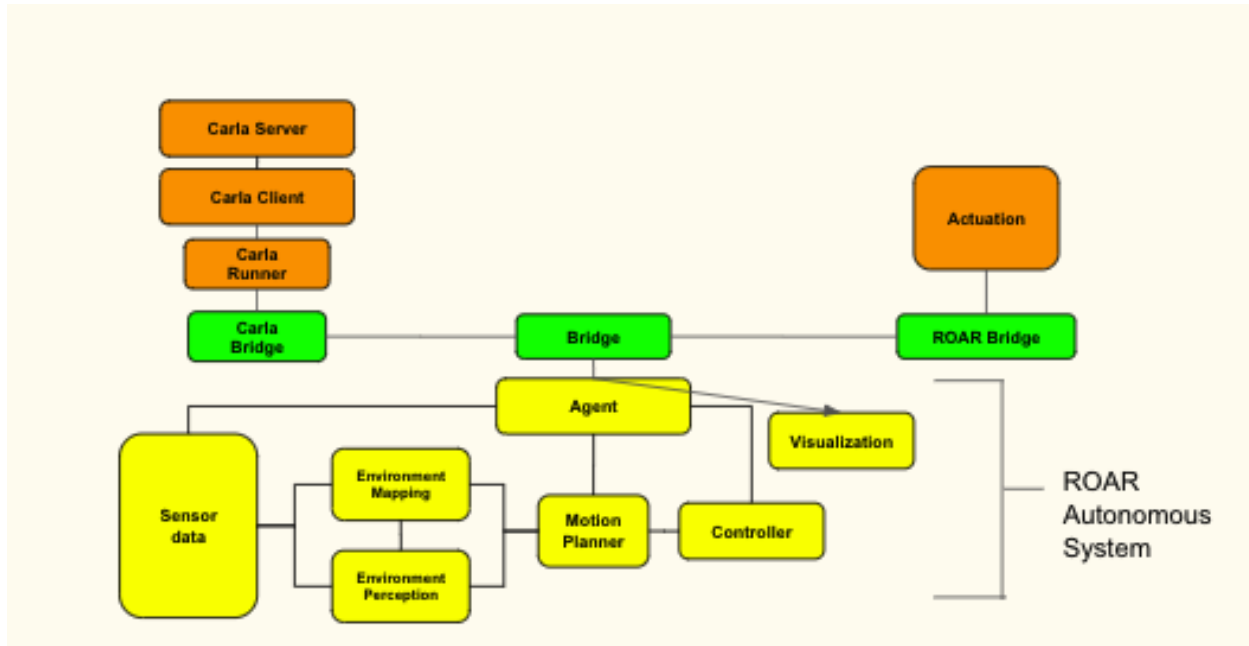 Carla Server
Carla Client
Actuation
Carla
Runner
Carla
Bridge
Bridge
ROAR Bridge
Agent
Visualization
Sensor
data
Environment
Mapping
Environment
Perception
Motion
Planner
Controller
ROAR
Autonomous
System